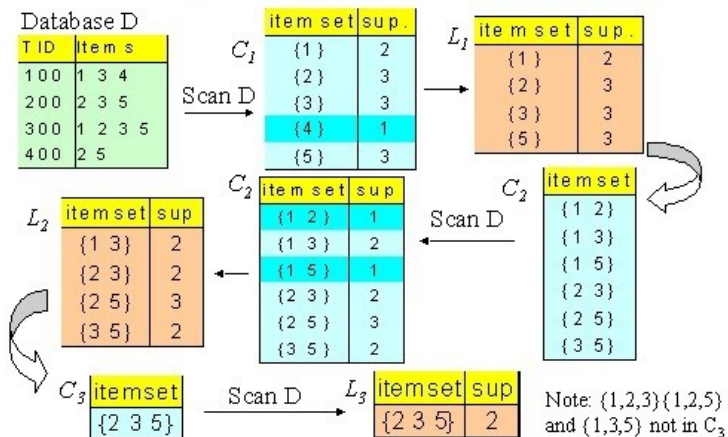 Database D
TID Items
100 1 3 4
200 2 3 5
300 1 2 3 5
400 2 5
Scan D
C1
itemset sup.
{1} 2
{2} 3
{3} 3
{4} 1
{5} 3
L1
itemset sup.
{1} 2
{2} 3
{3} 3
{5} 3
C2
itemset
{1 2}
{1 3}
{1 5}
{2 3}
{2 5}
{3 5}
Scan D
C2
itemset sup
{1 2} 1
{1 3} 2
{1 5} 1
{2 3} 2
{2 5} 3
{3 5} 2
L2
itemset sup
{1 3} 2
{2 3} 2
{2 5} 3
{3 5} 2
C3
itemset
{2 3 5}
Scan D
L3
itemset sup
{2 3 5} 2
Note: {1,2,3}{1,2,5}
and {1,3,5} not in C3